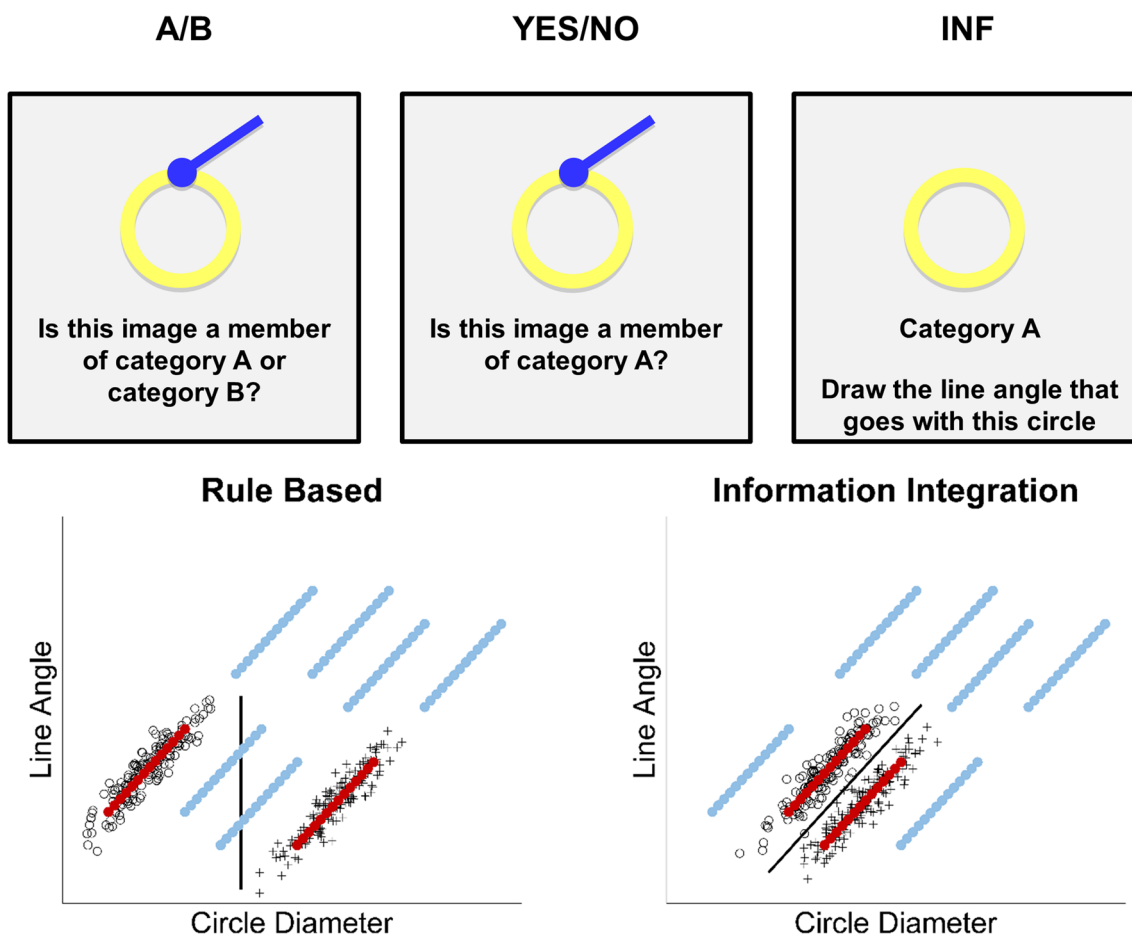 A/B
YES/NO
INF
Is this image a member
of category A or
category B?
Is this image a member
of category A?
Category A
Draw the line angle that
goes with this circle
Rule Based
Information Integration
Line Angle
Circle Diameter
Line Angle
Circle Diameter